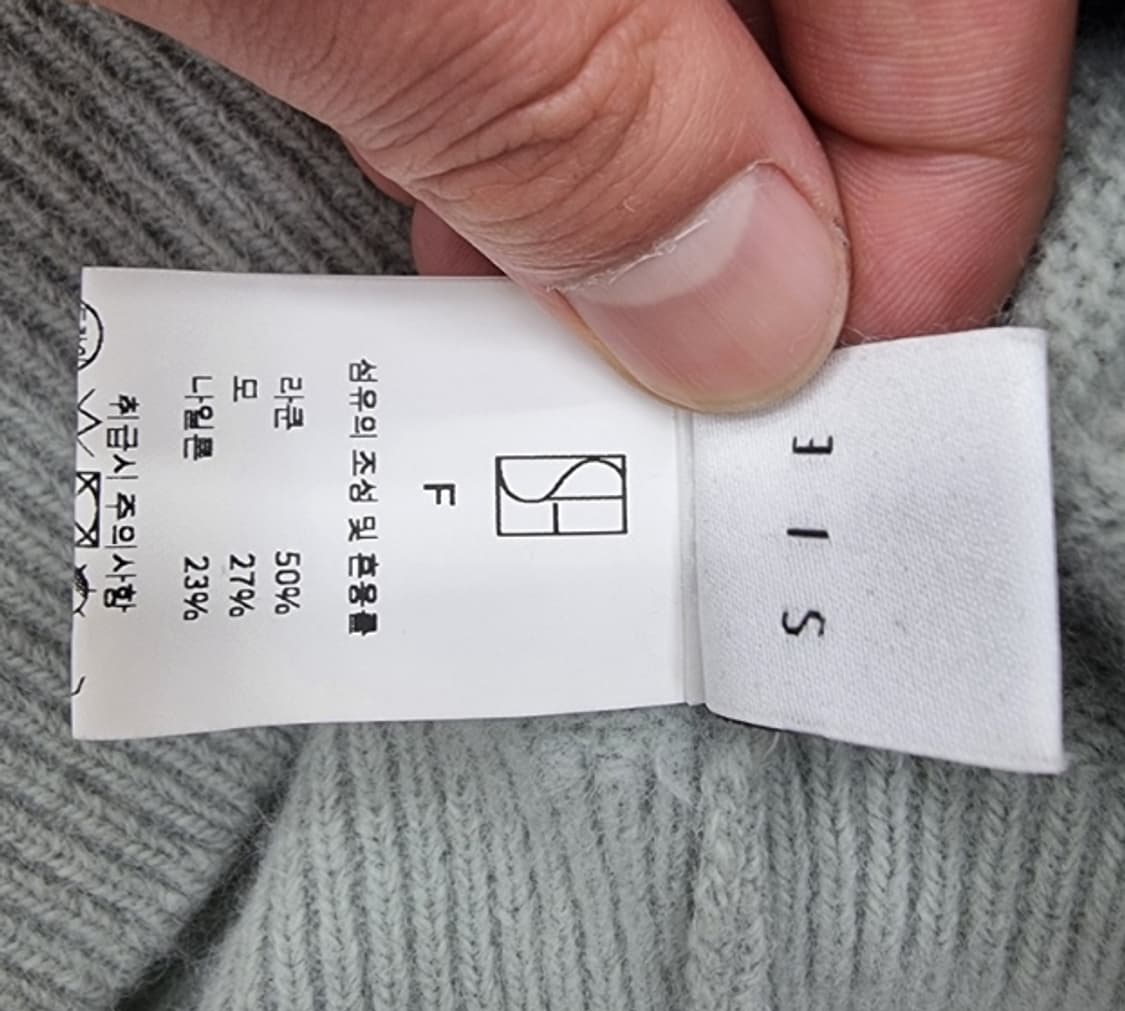 S I E
F
섬유의 조성 및 혼용률
라쿤 50%
모 27%
나일론 23%
취급시 주의사항